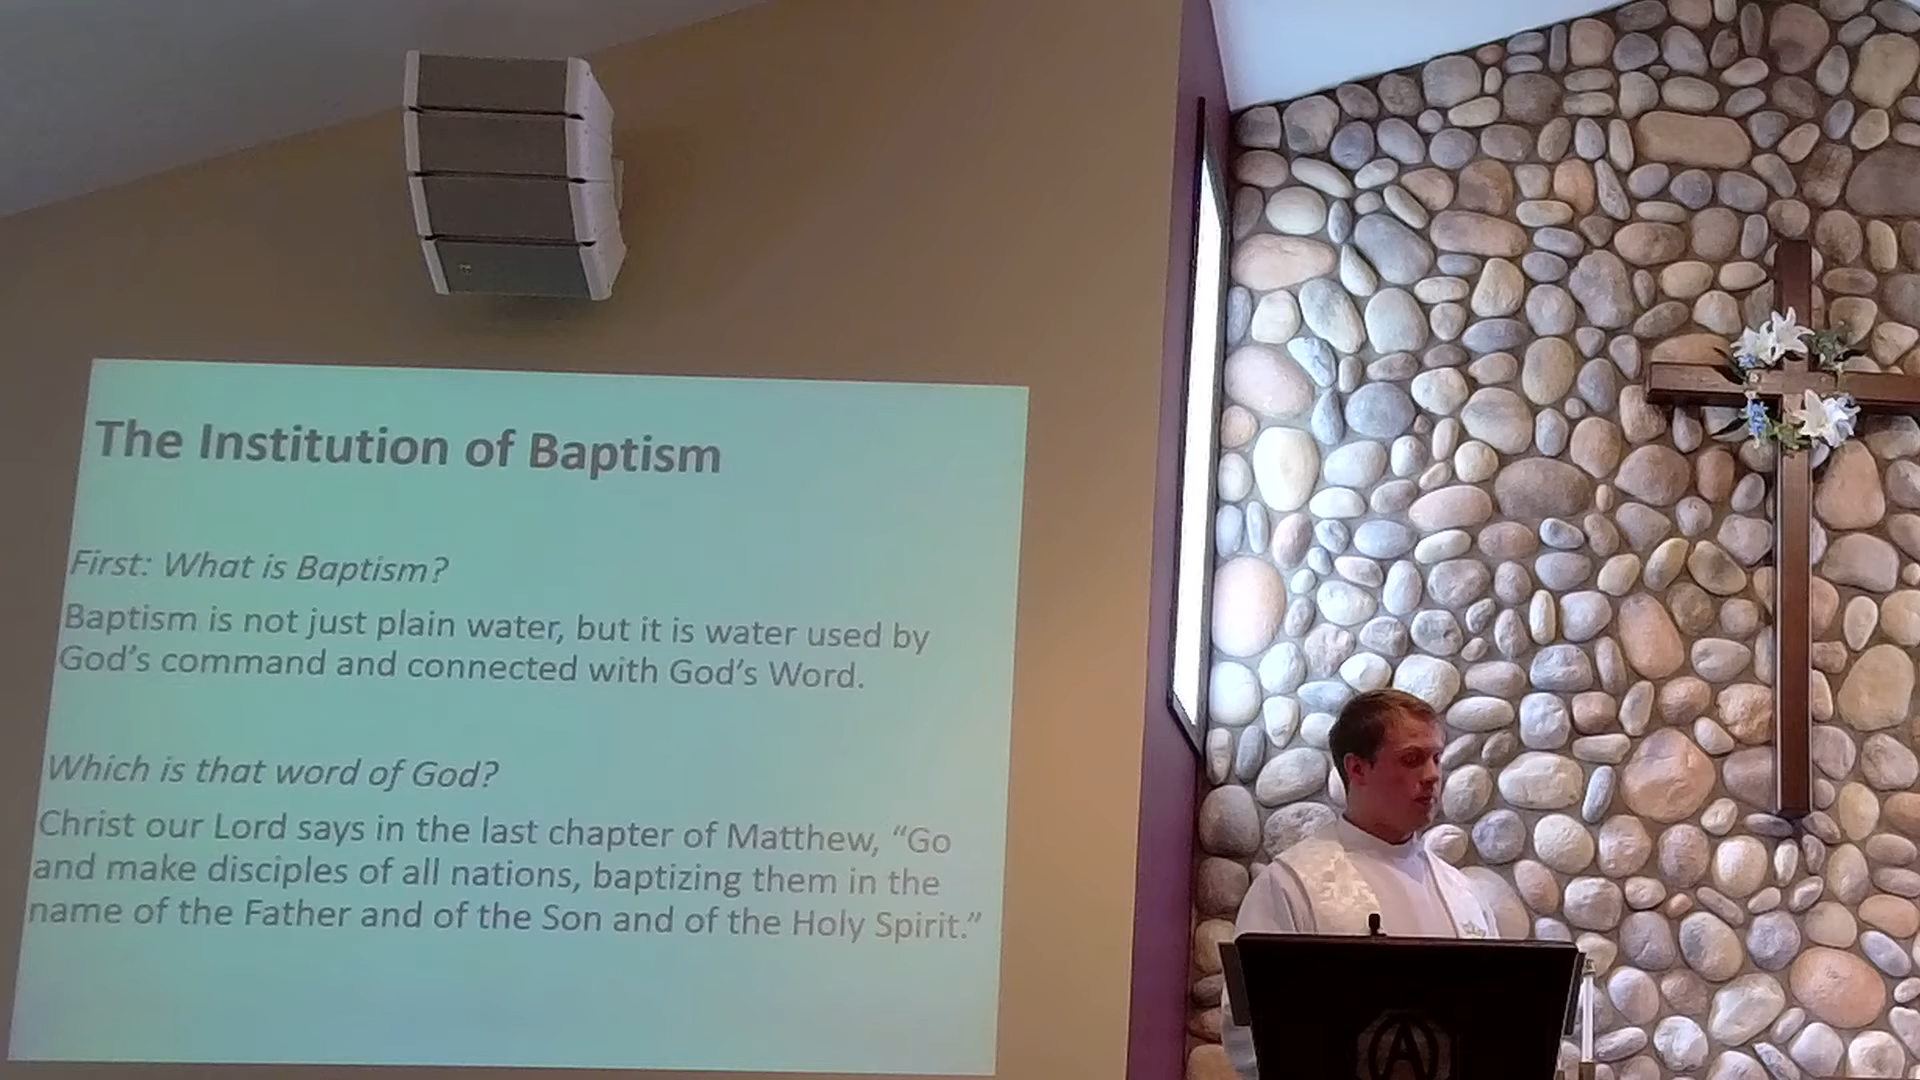 The Institution of Baptism
First: What is Baptism?
Baptism is not just plain water, but it is water used by
God’s command and connected with God’s Word.
Which is that word of God?
Christ our Lord says in the last chapter of Matthew, “Go
and make disciples of all nations, baptizing them in the
name of the Father and of the Son and of the Holy Spirit.”